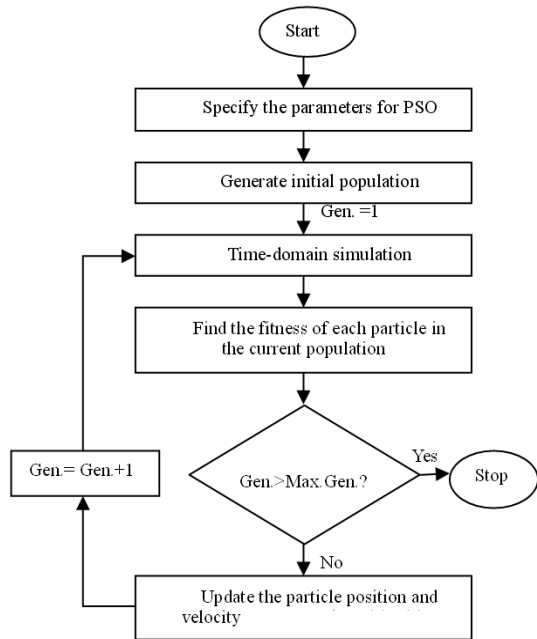 Start
Specify the parameters for PSO
Generate initial population
Gen. =1
Time-domain simulation
Find the fitness of each particle in
the current population
Gen.>Max.Gen.?
Yes
Stop
No
Update the particle position and
velocity
Gen.= Gen.+1